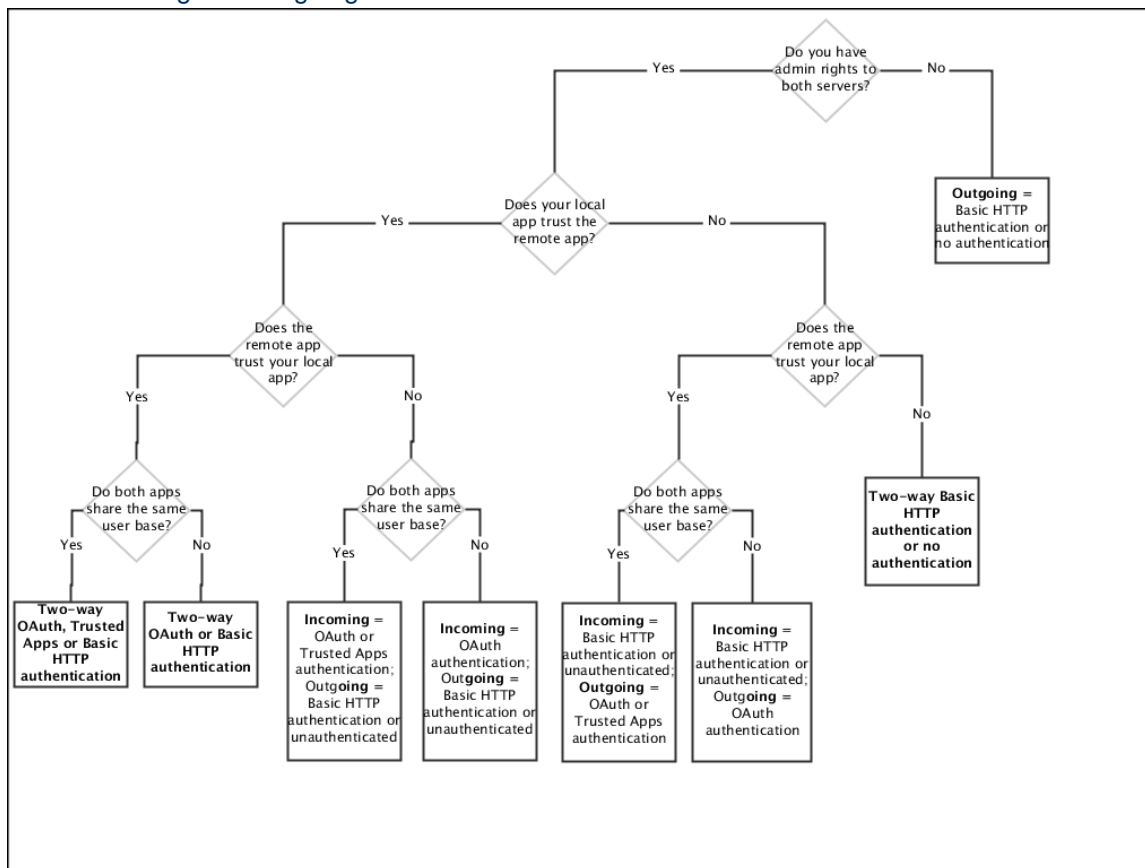 Do you have
admin rights to
both servers?
Yes
No
Outgoing =
Basic HTTP
authentication or
no authentication
Does your local
app trust the
remote app?
Yes
No
Does the
remote app
trust your local
app?
Yes
No
Does the
remote app
trust your local
app?
Yes
No
Do both apps
share the same
user base?
Yes
No
Do both apps
share the same
user base?
Yes
No
Do both apps
share the same
user base?
Yes
No
Two-way Basic
HTTP
authentication
or no
authentication
Two-way
OAuth, Trusted
Apps or Basic
HTTP
authentication
Two-way
OAuth or Basic
HTTP
authentication
Incoming =
OAuth or
Trusted Apps
authentication;
Outgoing =
Basic HTTP
authentication or
unauthenticated
Incoming =
OAuth
authentication;
Outgoing =
Basic HTTP
authentication or
unauthenticated
Incoming =
Basic HTTP
authentication or
unauthenticated;
Outgoing =
OAuth or
Trusted Apps
authentication
Incoming =
Basic HTTP
authentication or
unauthenticated;
Outgoing =
OAuth
authentication